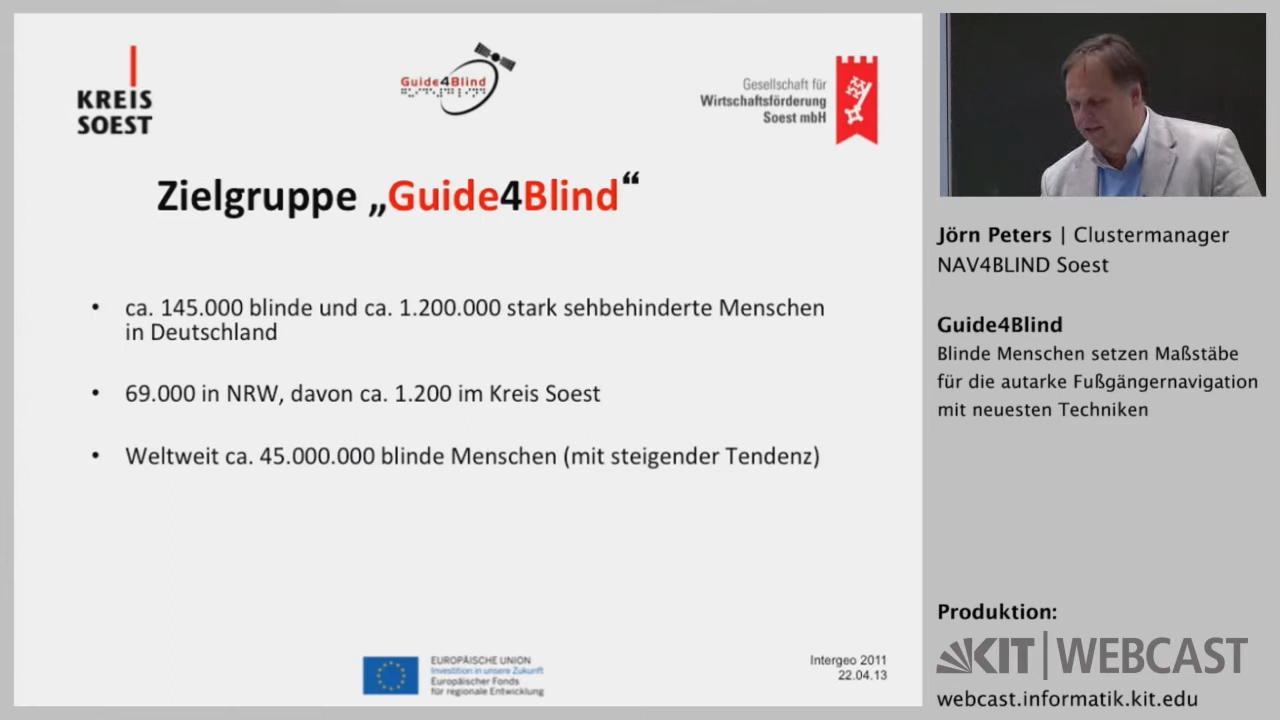 KREIS
SOEST
Guide4Blind
Gesellschaft für
Wirtschaftsförderung
Soest mbH
Zielgruppe „Guide4Blind“
• ca. 145.000 blinde und ca. 1.200.000 stark sehbehinderte Menschen
in Deutschland
• 69.000 in NRW, davon ca. 1.200 im Kreis Soest
• Weltweit ca. 45.000.000 blinde Menschen (mit steigender Tendenz)
EUROPÄISCHE UNION
Investition in unsere Zukunft
Europäischer Fonds
für regionale Entwicklung
Intergeo 2011
22.04.13
Jörn Peters | Clustermanager
NAV4BLIND Soest
Guide4Blind
Blinde Menschen setzen Maßstäbe
für die autarke Fußgängernavigation
mit neuesten Techniken
Produktion:
KIT | WEBCAST
webcast.informatik.kit.edu